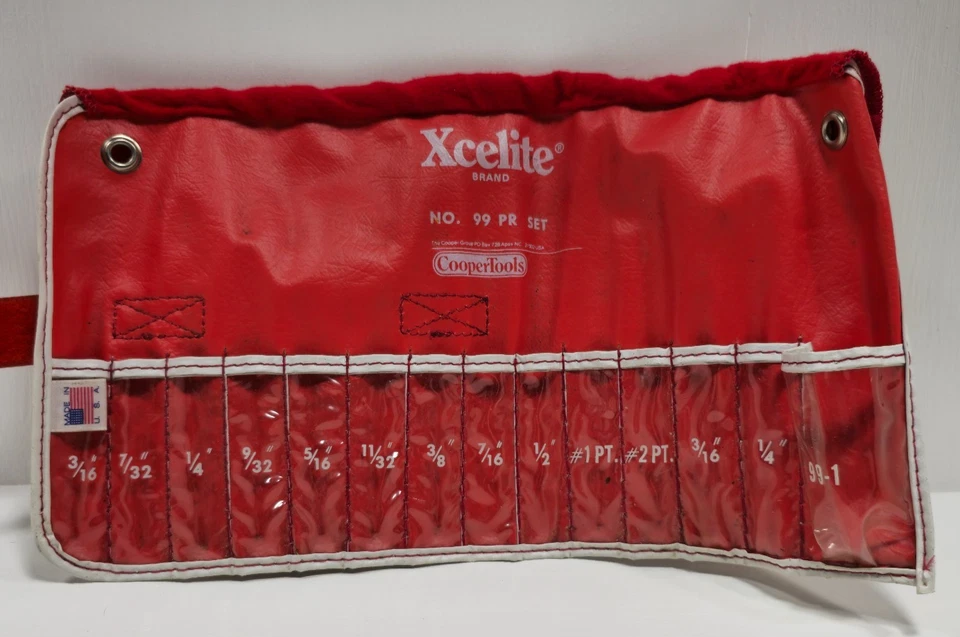 Xcelite®
BRAND
NO. 99 PR SET
CooperTools
MADE IN
U.S.A.
3/16" 7/32" 1/4" 9/32" 5/16" 11/32" 3/8" 7/16" 1/2" #1 PT. #2 PT. 3/16" 1/4" 99-1